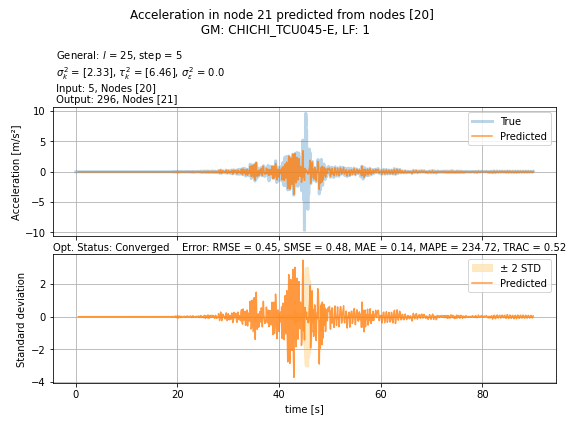 Acceleration in node 21 predicted from nodes [20]
GM: CHICHI_TCU045-E, LF: 1
General: l = 25, step = 5
σ²ₖ = [2.33], τ²ₖ = [6.46], σ²ε = 0.0
Input: 5, Nodes [20]
Output: 296, Nodes [21]
10
5
0
−5
−10
Acceleration [m/s²]
True
Predicted
Opt. Status: Converged Error: RMSE = 0.45, SMSE = 0.48, MAE = 0.14, MAPE = 234.72, TRAC = 0.52
2
0
−2
−4
Standard deviation
± 2 STD
Predicted
0 20 40 60 80
time [s]